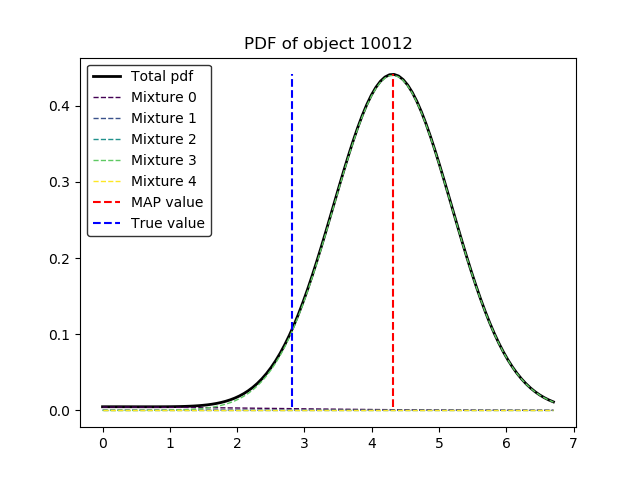 PDF of object 10012
Total pdf
Mixture 0
Mixture 1
Mixture 2
Mixture 3
Mixture 4
MAP value
True value
0.4
0.3
0.2
0.1
0.0
0 1 2 3 4 5 6 7